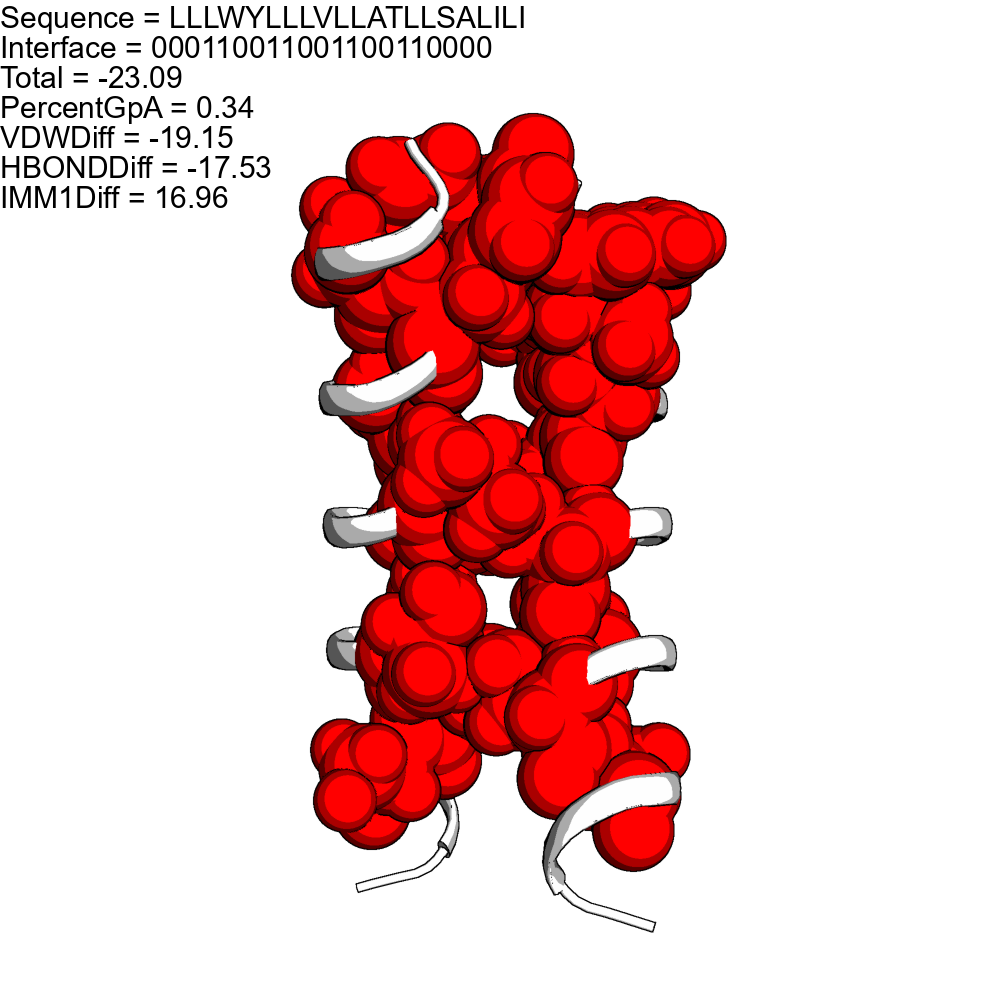 Sequence = LLLWYLLLVLLATLLSALILI
Interface = 000110011001100110000
Total = -23.09
PercentGpA = 0.34
VDWDiff = -19.15
HBONDDiff = -17.53
IMM1Diff = 16.96